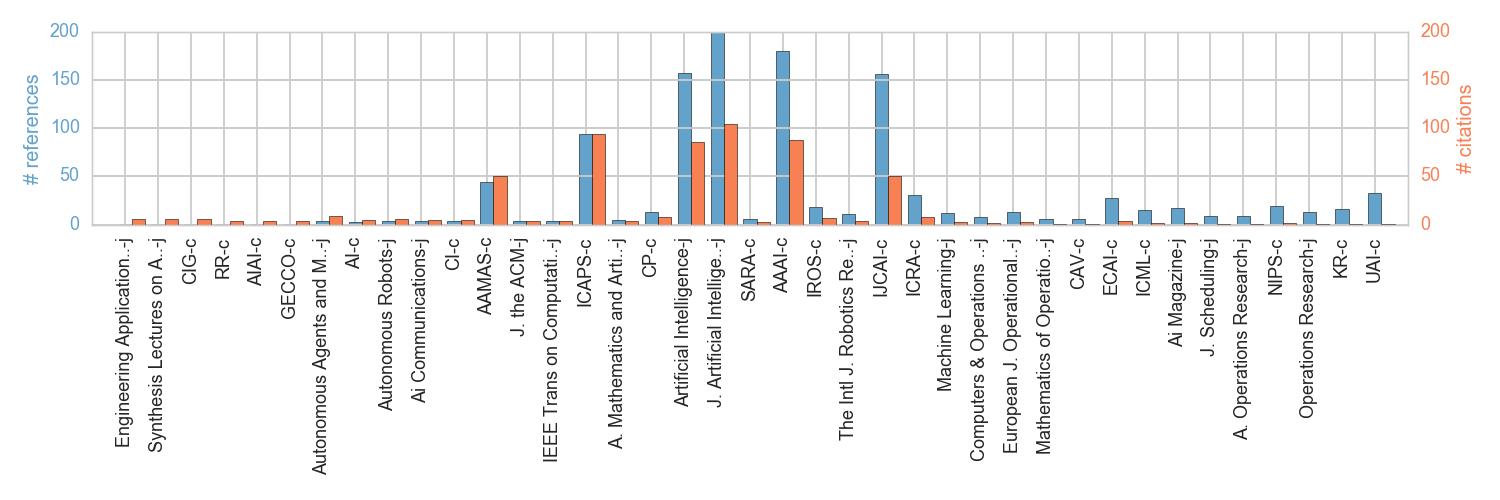 200
150
100
50
0
# references
200
150
100
50
0
# citations
Engineering Application..-j
Synthesis Lectures on A..-j
CIG-c
RR-c
AIAI-c
GECCO-c
Autonomous Agents and M..-j
AI-c
Autonomous Robots-j
Ai Communications-j
CI-c
AAMAS-c
J. the ACM-j
IEEE Trans on Computati..-j
ICAPS-c
A. Mathematics and Arti..-j
CP-c
Artificial Intelligence-j
J. Artificial Intellige..-j
SARA-c
AAAI-c
IROS-c
The Intl J. Robotics Re..-j
IJCAI-c
ICRA-c
Machine Learning-j
Computers & Operations ..-j
European J. Operational..-j
Mathematics of Operatio..-j
CAV-c
ECAI-c
ICML-c
Ai Magazine-j
J. Scheduling-j
A. Operations Research-j
NIPS-c
Operations Research-j
KR-c
UAI-c